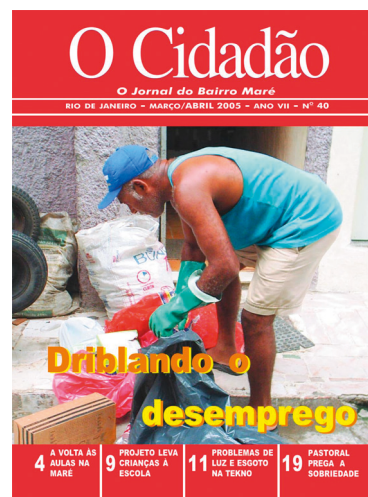 O Cidadão
O Jornal do Bairro Maré
RIO DE JANEIRO - MARÇO/ABRIL 2005 - ANO VII - Nº 40
Driblando o
desemprego
4 A VOLTA ÀS
AULAS NA
MARÉ
9 PROJETO LEVA
CRIANÇAS À
ESCOLA
11 PROBLEMAS DE
LUZ E ESGOTO
NA TEKNO
19 PASTORAL
PREGA A
SOBRIEDADE